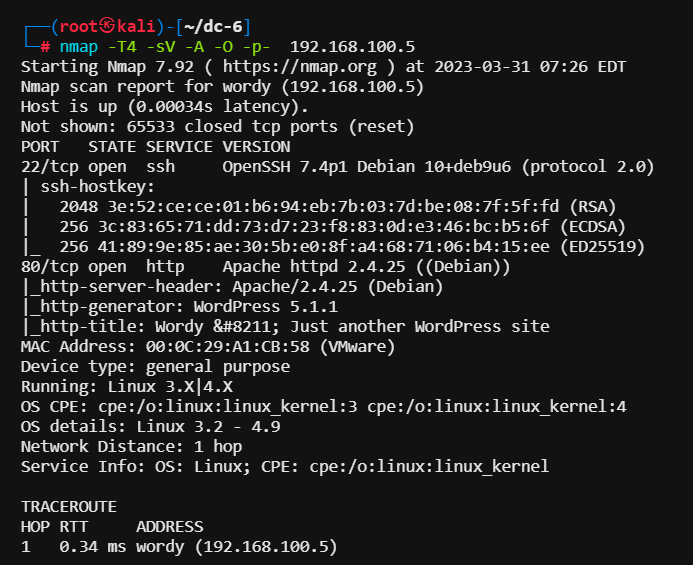 ┌──(root㉿kali)-[~/dc-6]
└─# nmap -T4 -sV -A -O -p-  192.168.100.5
Starting Nmap 7.92 ( https://nmap.org ) at 2023-03-31 07:26 EDT
Nmap scan report for wordy (192.168.100.5)
Host is up (0.00034s latency).
Not shown: 65533 closed tcp ports (reset)
PORT   STATE SERVICE VERSION
22/tcp open  ssh     OpenSSH 7.4p1 Debian 10+deb9u6 (protocol 2.0)
| ssh-hostkey:
|   2048 3e:52:ce:ce:01:b6:94:eb:7b:03:7d:be:08:7f:5f:fd (RSA)
|   256 3c:83:65:71:dd:73:d7:23:f8:83:0d:e3:46:bc:b5:6f (ECDSA)
|_  256 41:89:9e:85:ae:30:5b:e0:8f:a4:68:71:06:b4:15:ee (ED25519)
80/tcp open  http    Apache httpd 2.4.25 ((Debian))
|_http-server-header: Apache/2.4.25 (Debian)
|_http-generator: WordPress 5.1.1
|_http-title: Wordy &#8211; Just another WordPress site
MAC Address: 00:0C:29:A1:CB:58 (VMware)
Device type: general purpose
Running: Linux 3.X|4.X
OS CPE: cpe:/o:linux:linux_kernel:3 cpe:/o:linux:linux_kernel:4
OS details: Linux 3.2 - 4.9
Network Distance: 1 hop
Service Info: OS: Linux; CPE: cpe:/o:linux:linux_kernel

TRACEROUTE
HOP RTT     ADDRESS
1   0.34 ms wordy (192.168.100.5)